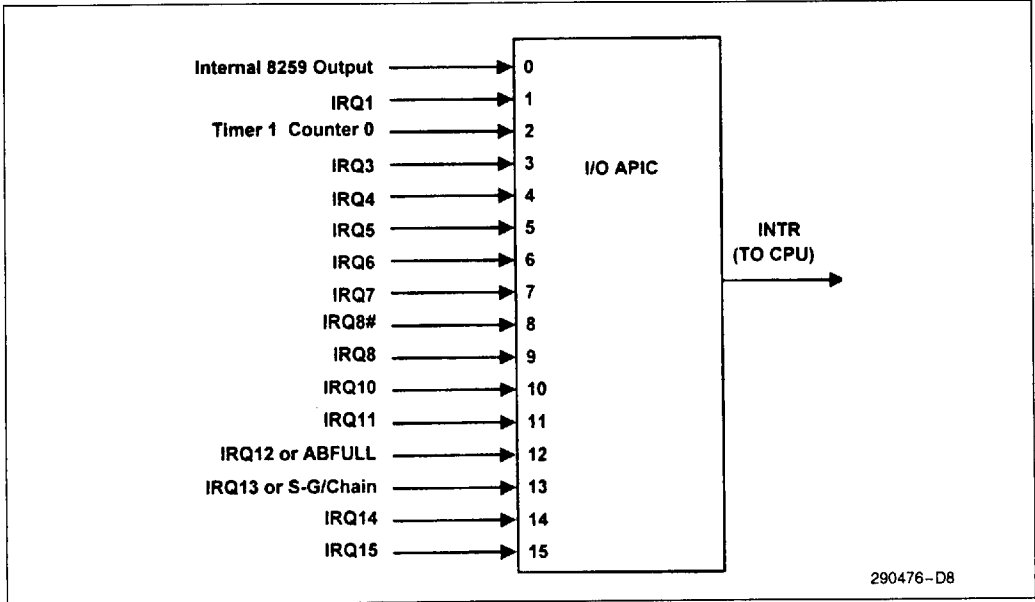 Internal 8259 Output 0
IRQ1 1
Timer 1 Counter 0 2
IRQ3 3
I/O APIC
IRQ4 4
IRQ5 5
INTR
(TO CPU)
IRQ6 6
IRQ7 7
IRQ8# 8
IRQ8 9
IRQ10 10
IRQ11 11
IRQ12 or ABFULL 12
IRQ13 or S-G/Chain 13
IRQ14 14
IRQ15 15
290476-D8